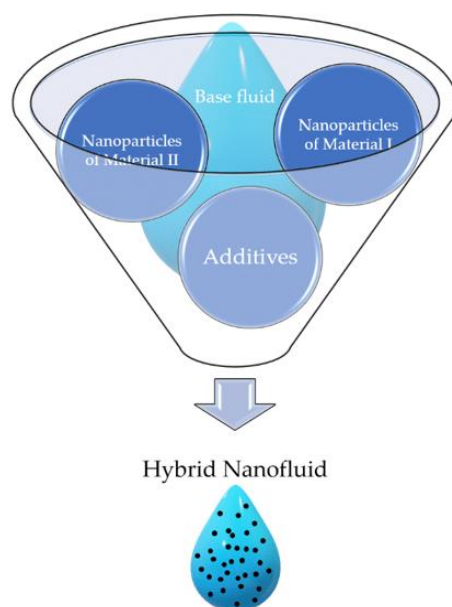 Base fluid
Nanoparticles
of Material II
Nanoparticles
of Material I
Additives
Hybrid Nanofluid